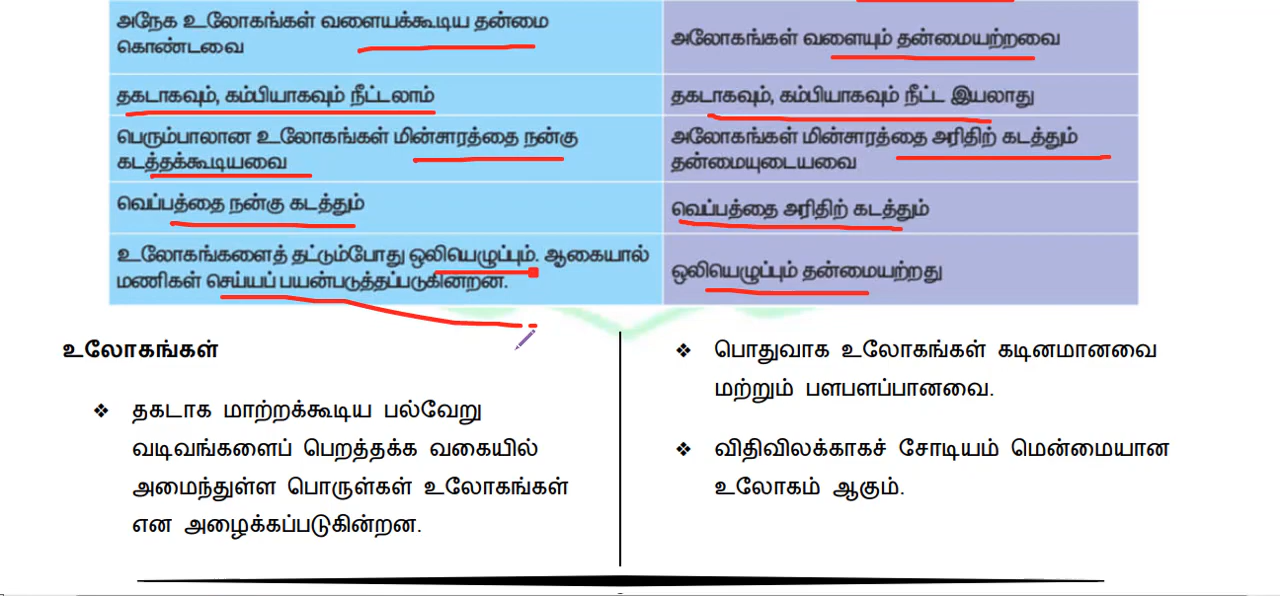 அநேக உலோகங்கள் வளையக்கூடிய தன்மை
கொண்டவை
அலோகங்கள் வளையும் தன்மையற்றவை
தகடாகவும், கம்பியாகவும் நீட்டலாம்
தகடாகவும், கம்பியாகவும் நீட்ட இயலாது
பெரும்பாலான உலோகங்கள் மின்சாரத்தை நன்கு
கடத்தக்கூடியவை
அலோகங்கள் மின்சாரத்தை அரிதிற் கடத்தும்
தன்மையுடையவை
வெப்பத்தை நன்கு கடத்தும்
வெப்பத்தை அரிதிற் கடத்தும்
உலோகங்களைத் தட்டும்போது ஒலியெழுப்பும். ஆகையால்
மணிகள் செய்யப் பயன்படுத்தப்படுகின்றன.
ஒலியெழுப்பும் தன்மையற்றது
உலோகங்கள்
❖ தகடாக மாற்றக்கூடிய பல்வேறு
வடிவங்களைப் பெறத்தக்க வகையில்
அமைந்துள்ள பொருள்கள் உலோகங்கள்
என அழைக்கப்படுகின்றன.
❖ பொதுவாக உலோகங்கள் கடினமானவை
மற்றும் பளபளப்பானவை.
❖ விதிவிலக்காகச் சோடியம் மென்மையான
உலோகம் ஆகும்.